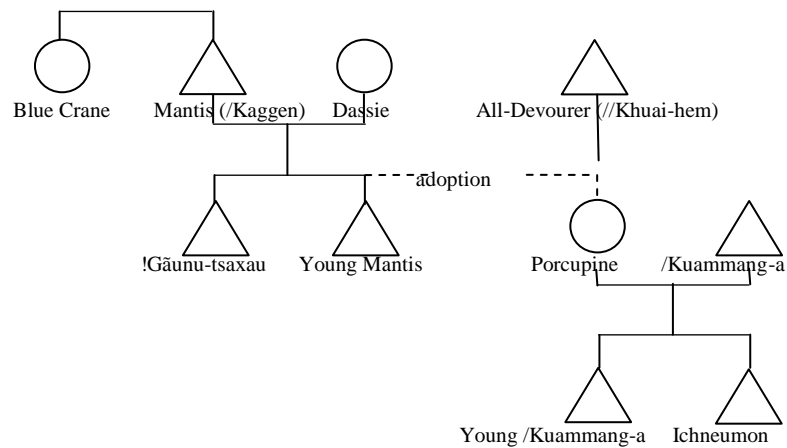 Blue Crane Mantis (/Kaggen) Dassie All-Devourer (//Khuai-hem)
adoption
!Gãunu-tsaxau Young Mantis Porcupine /Kuammang-a
Young /Kuammang-a Ichneumon